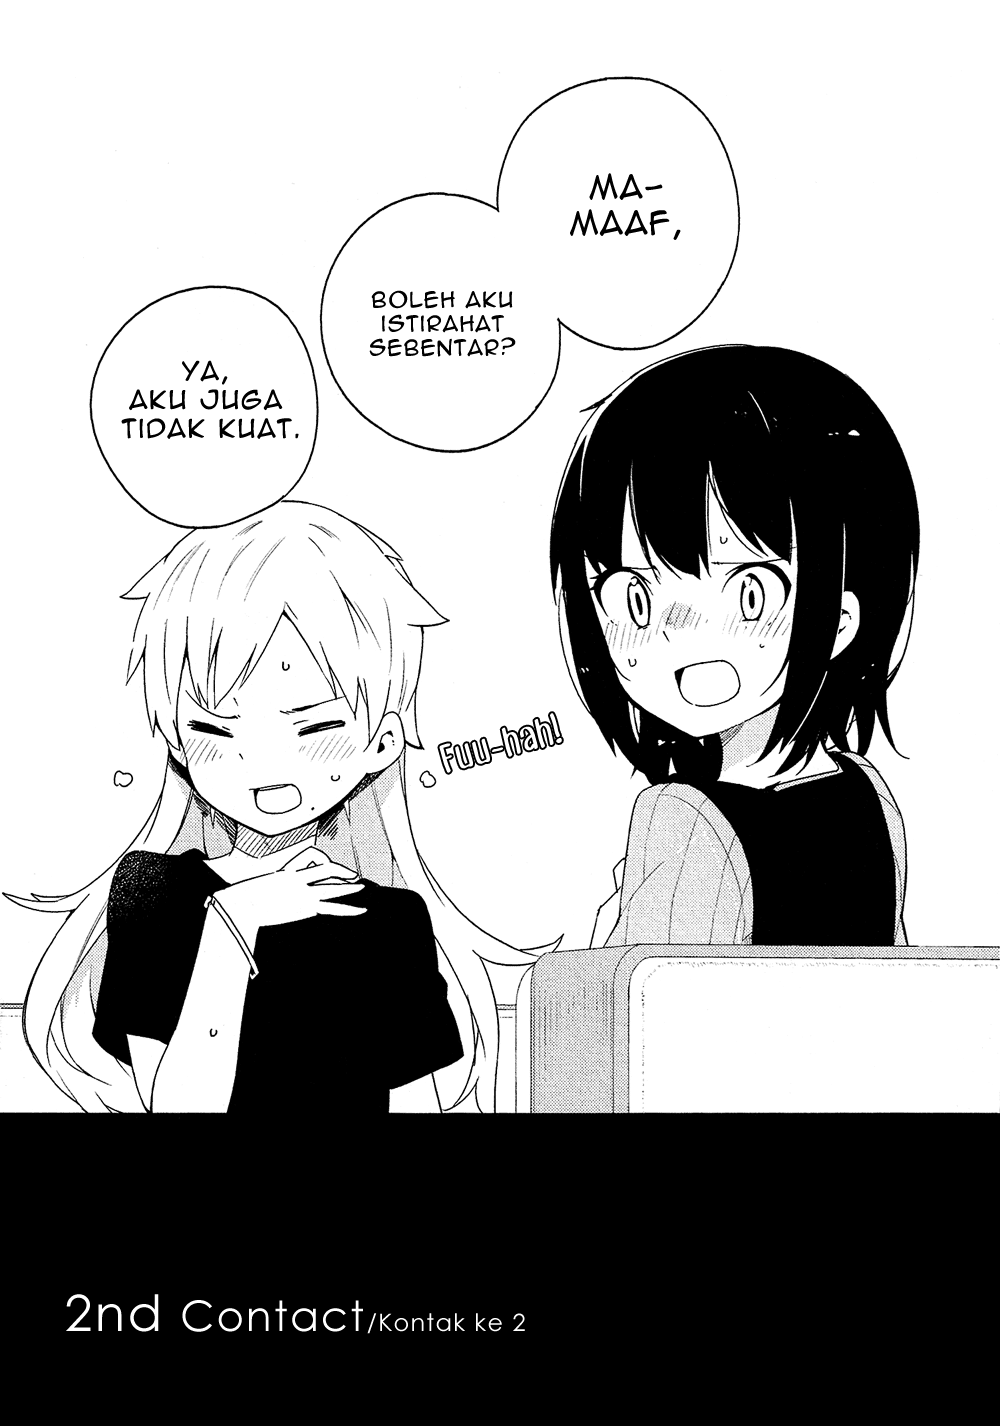 MA-
MAAF,
BOLEH AKU
ISTIRAHAT
SEBENTAR?
YA,
AKU JUGA
TIDAK KUAT.
Fuu-hah!
2nd Contact/Kontak ke 2